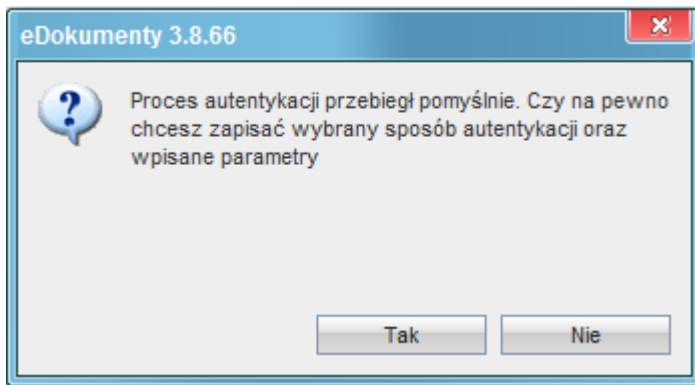 eDokumenty 3.8.66
Proces autentykacji przebiegł pomyślnie. Czy na pewno
chcesz zapisać wybrany sposób autentykacji oraz
wpisane parametry
Tak
Nie